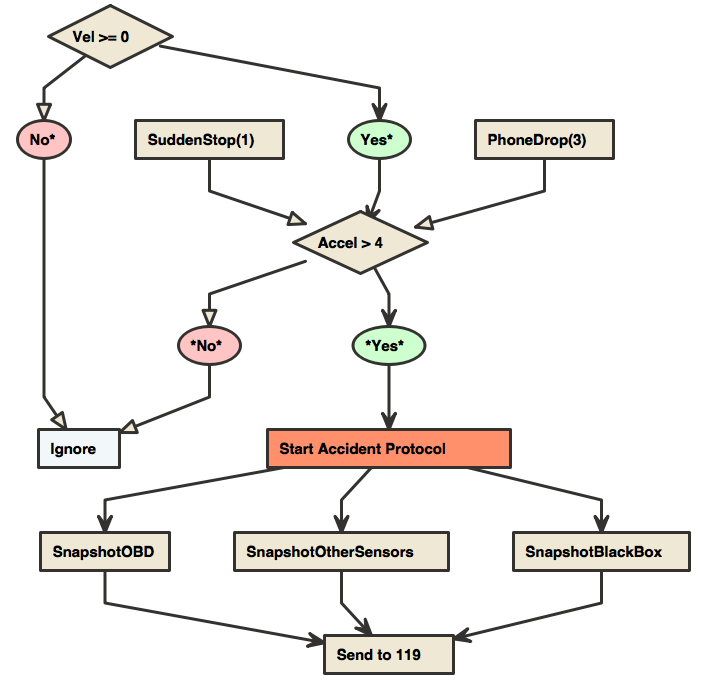 Vel >= 0
No*
SuddenStop(1)
Yes*
PhoneDrop(3)
Accel > 4
*No*
*Yes*
Ignore
Start Accident Protocol
SnapshotOBD
SnapshotOtherSensors
SnapshotBlackBox
Send to 119